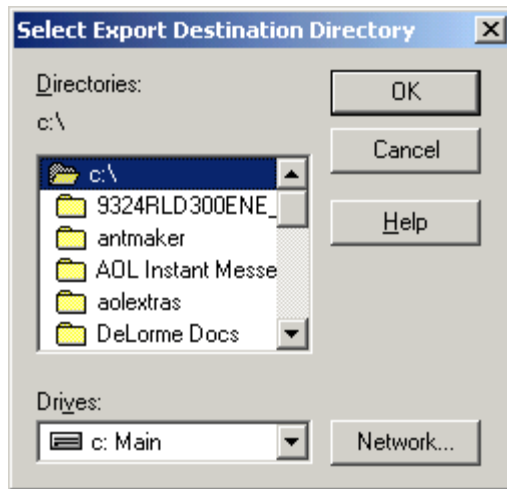 Select Export Destination Directory
Directories:
c:\
OK
Cancel
Help
c:\
9324RLD300ENE_
antmaker
AOL Instant Messe
aolextras
DeLorme Docs
Drives:
c: Main
Network...